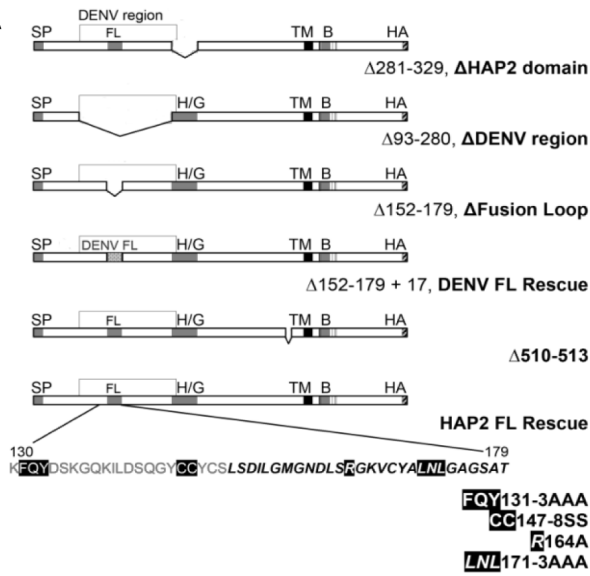 DENV region
SP FL TM B HA
Δ281-329, ΔHAP2 domain
SP H/G TM B HA
Δ93-280, ΔDENV region
SP H/G TM B HA
Δ152-179, ΔFusion Loop
SP DENV FL H/G TM B HA
Δ152-179 + 17, DENV FL Rescue
SP FL H/G TM B HA
Δ510-513
SP FL H/G TM B HA
HAP2 FL Rescue
130 179
KFQYDSKGQKILDSQGYCCYCSLSDILGMGNDLSRGKVCYALNLGAGSAT
FQY131-3AAA
CC147-8SS
R164A
LNL171-3AAA